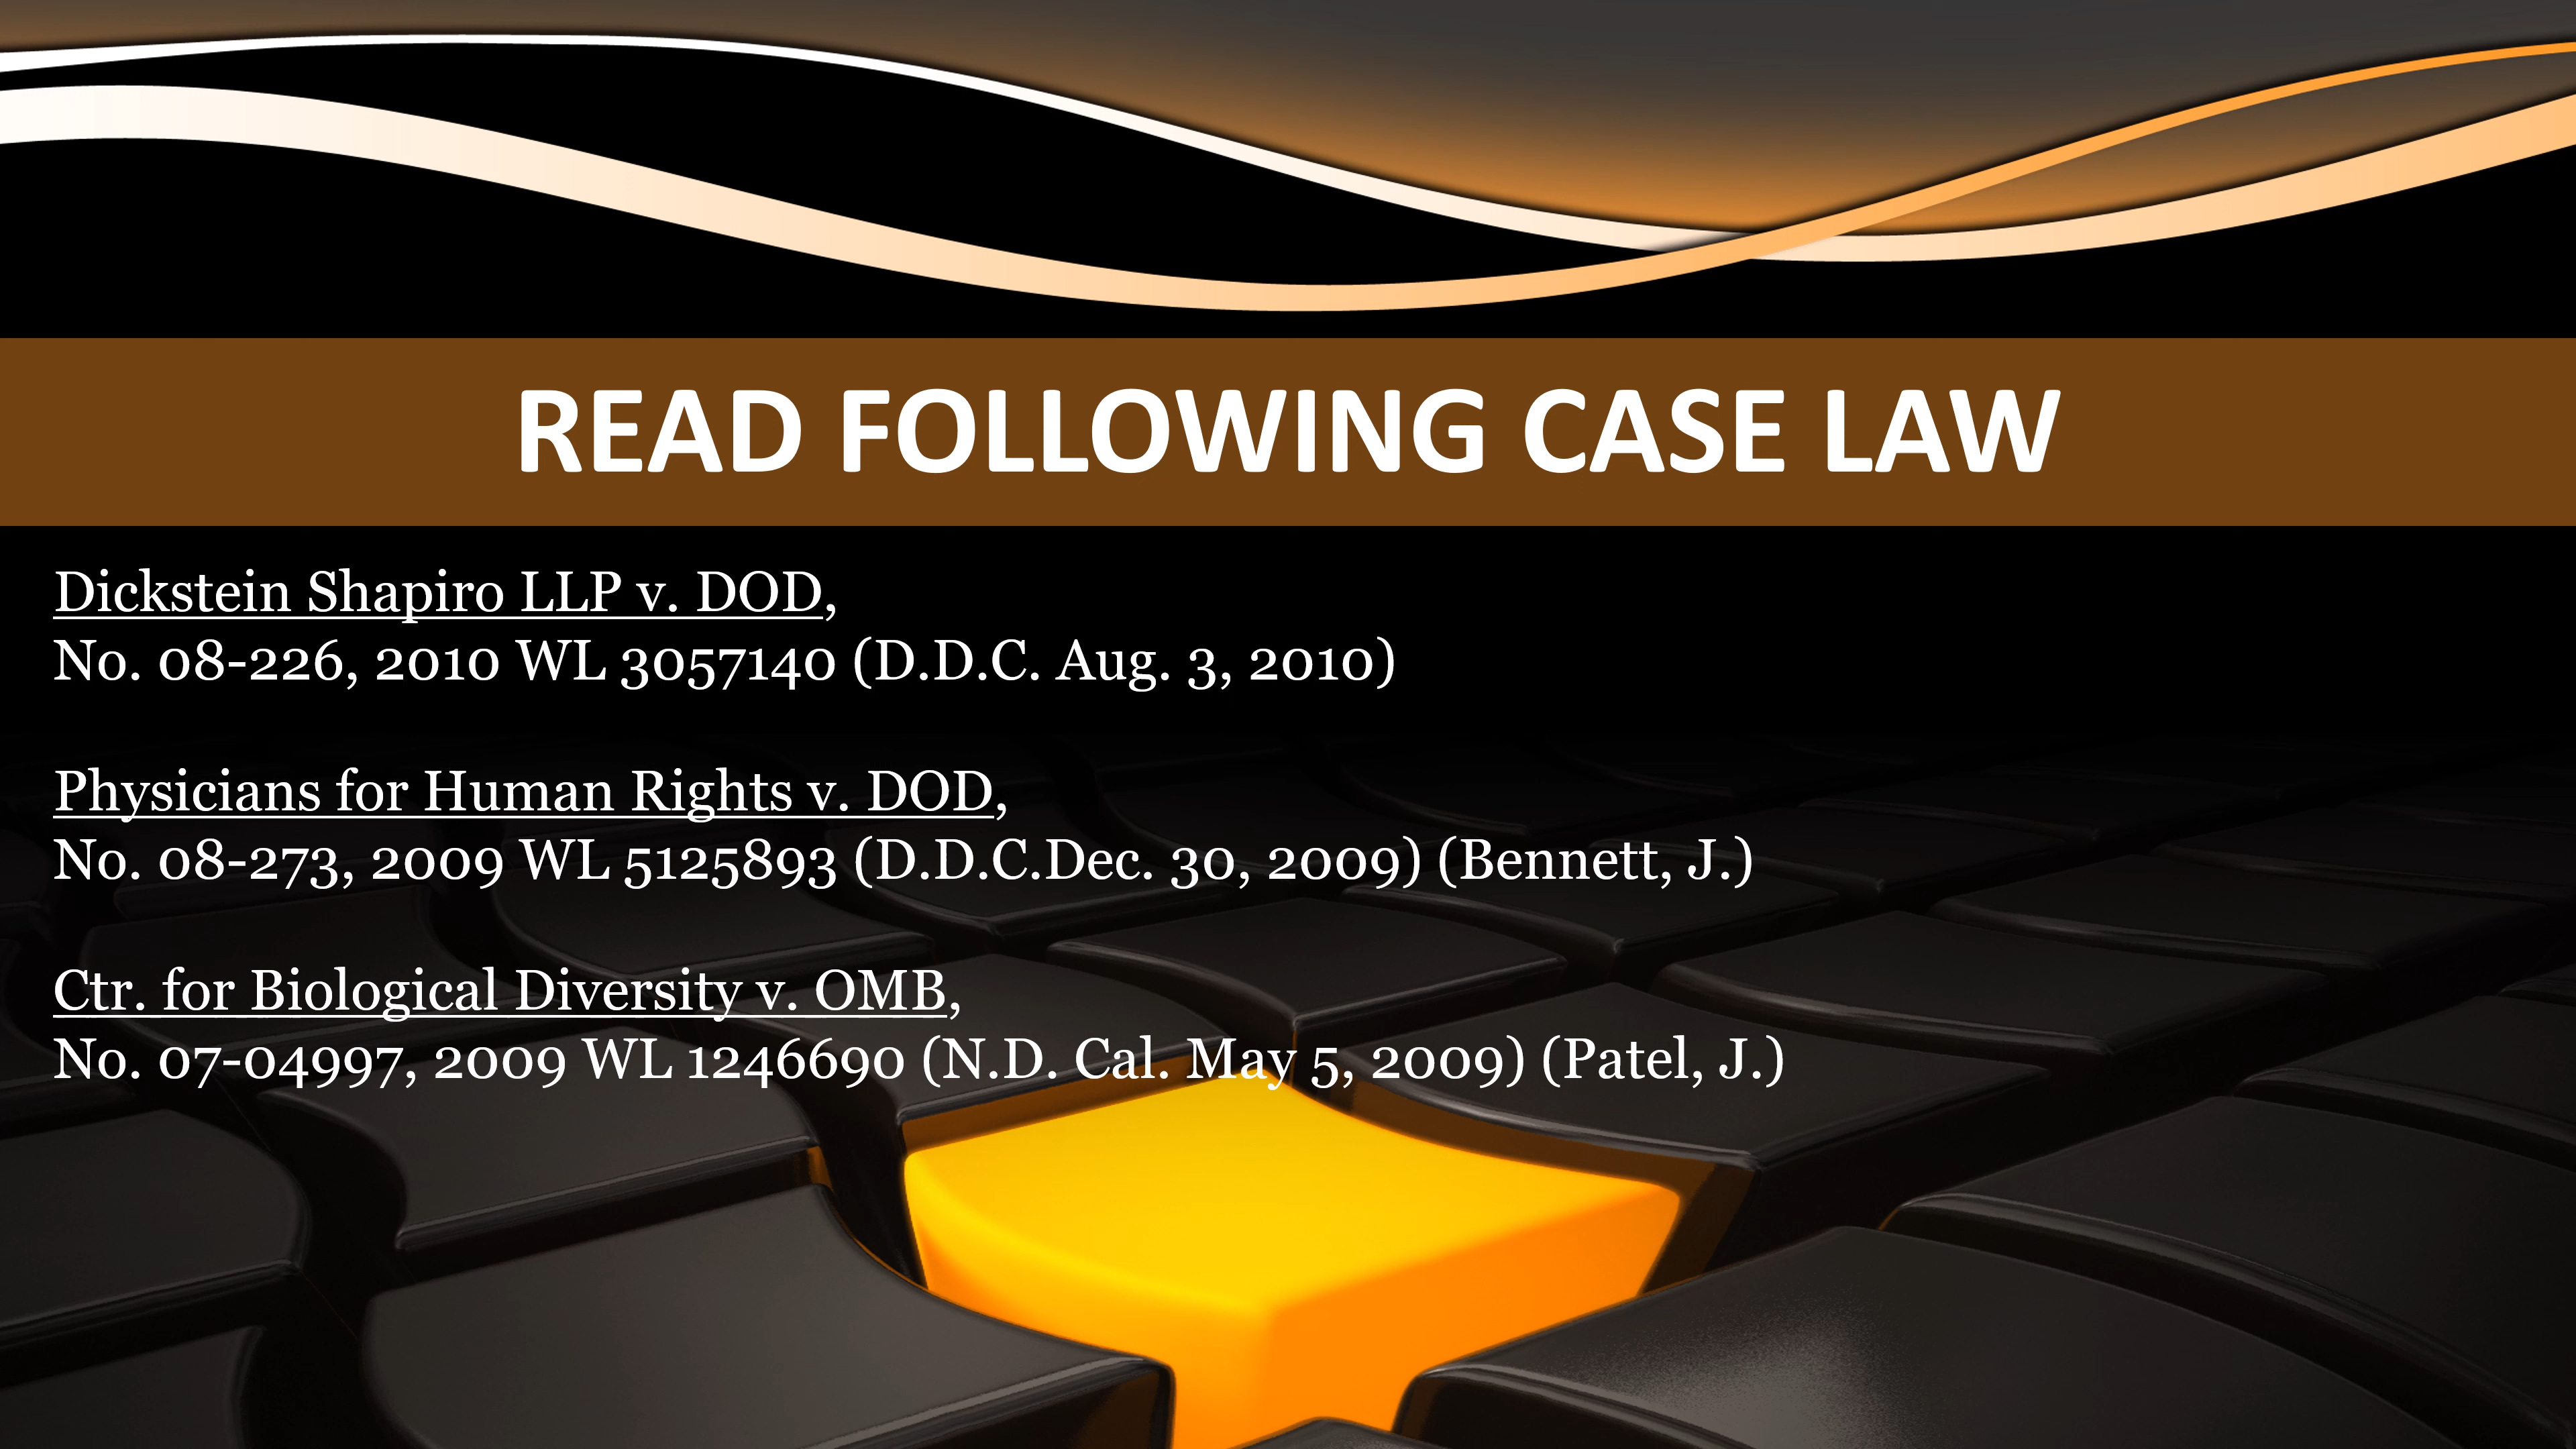 READ FOLLOWING CASE LAW
Dickstein Shapiro LLP v. DOD,
No. 08-226, 2010 WL 3057140 (D.D.C. Aug. 3, 2010)
Physicians for Human Rights v. DOD,
No. 08-273, 2009 WL 5125893 (D.D.C.Dec. 30, 2009) (Bennett, J.)
Ctr. for Biological Diversity v. OMB,
No. 07-04997, 2009 WL 1246690 (N.D. Cal. May 5, 2009) (Patel, J.)